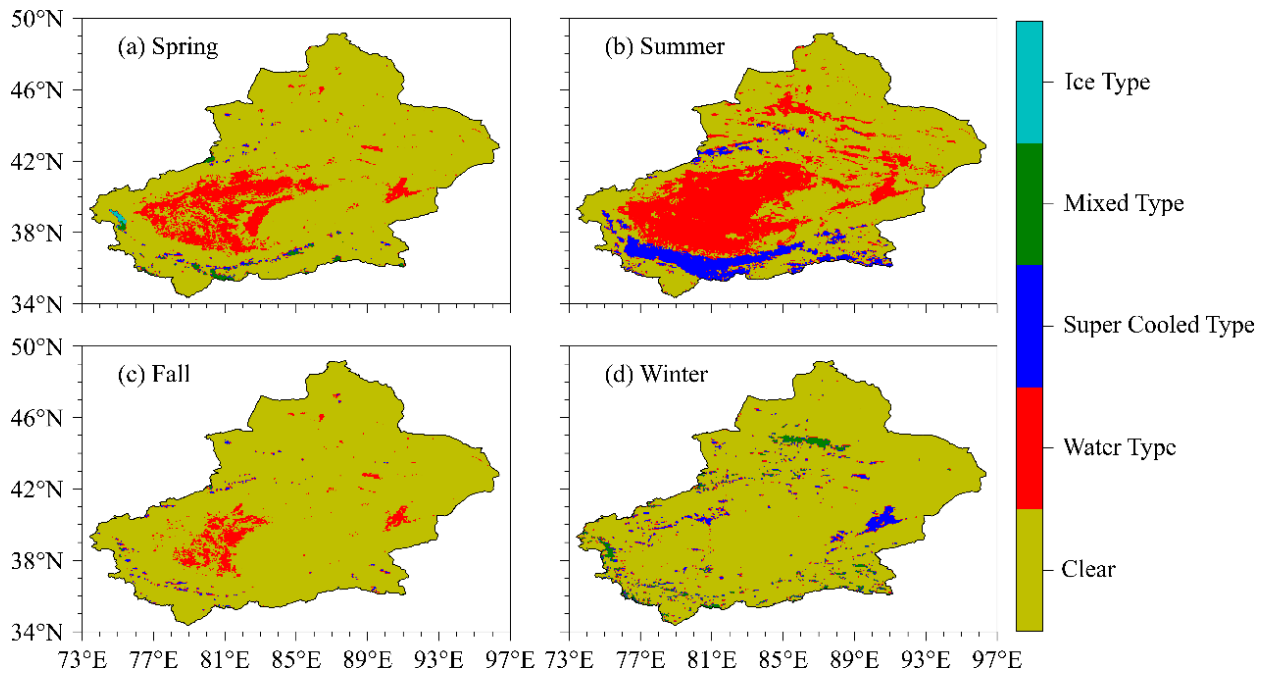 50°N
(a) Spring
(b) Summer
46°N
42°N
38°N
34°N
50°N
(c) Fall
(d) Winter
46°N
42°N
38°N
34°N
73°E 77°E 81°E 85°E 89°E 93°E 97°E 73°E 77°E 81°E 85°E 89°E 93°E 97°E
Ice Type
Mixed Type
Super Cooled Type
Water Type
Clear